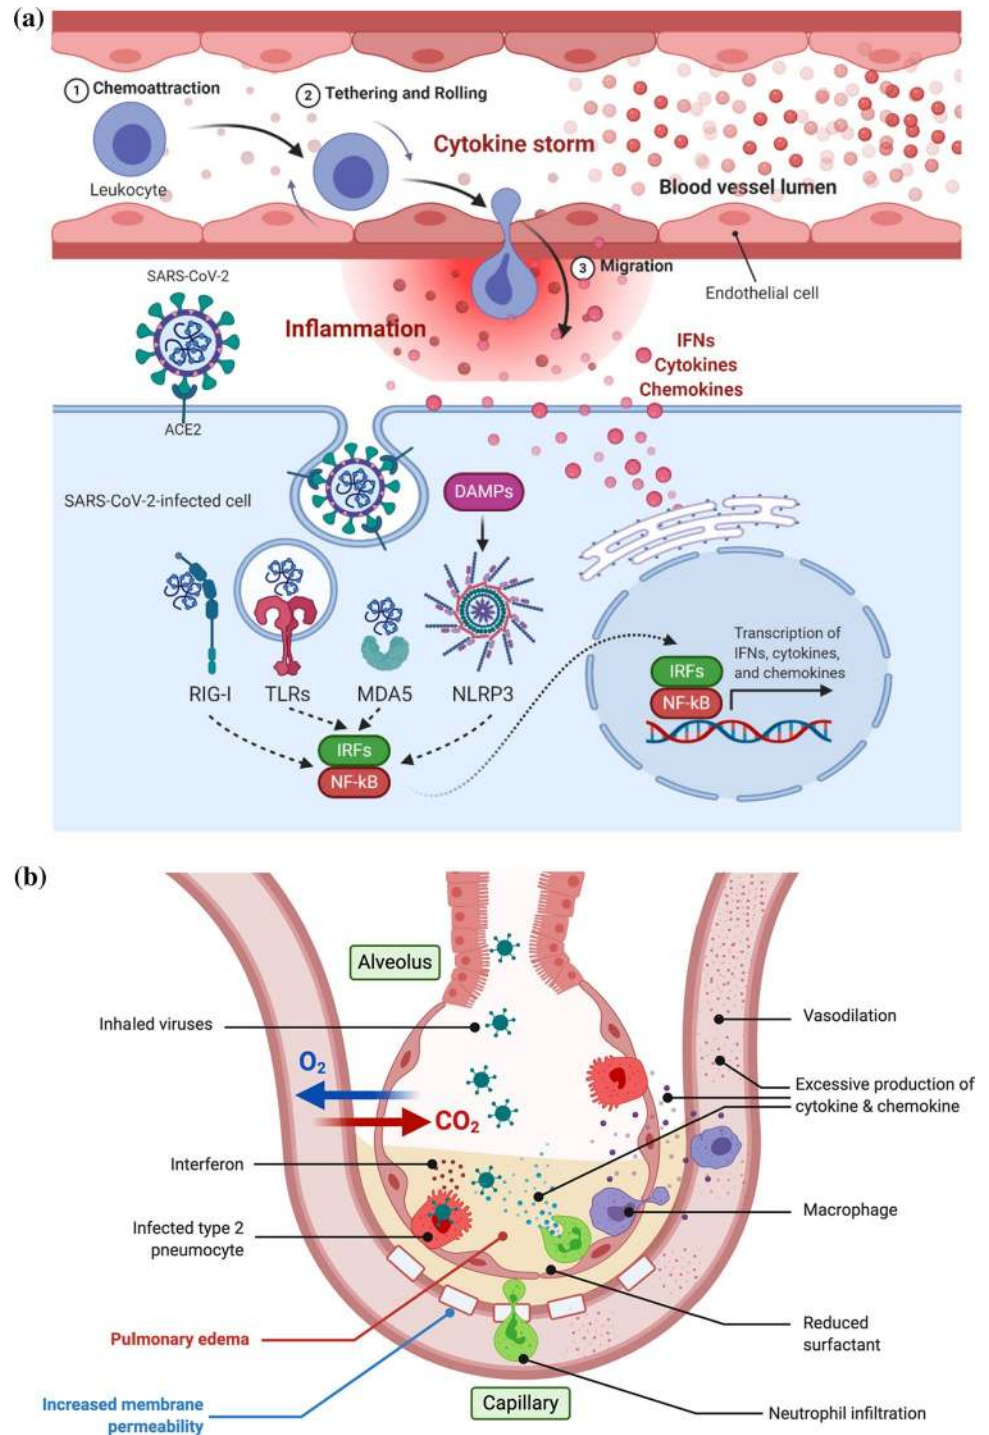 (a)
1 Chemoattraction
2 Tethering and Rolling
Cytokine storm
Leukocyte
Blood vessel lumen
3 Migration
Endothelial cell
SARS-CoV-2
Inflammation
IFNs
Cytokines
Chemokines
ACE2
SARS-CoV-2-infected cell
DAMPs
Transcription of
IFNs, cytokines,
and chemokines
IRFs
NF-kB
RIG-I
TLRs
MDA5
NLRP3
IRFs
NF-kB
(b)
Alveolus
Inhaled viruses
Vasodilation
O₂
CO₂
Excessive production of
cytokine & chemokine
Interferon
Infected type 2
pneumocyte
Macrophage
Pulmonary edema
Reduced
surfactant
Increased membrane
permeability
Capillary
Neutrophil infiltration